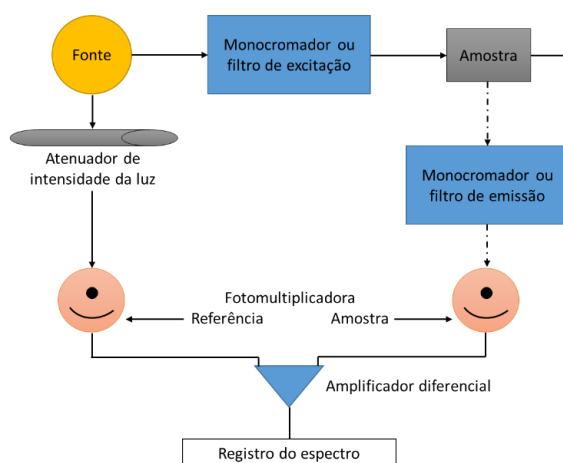 Fonte
Monocromador ou
filtro de excitação
Amostra
Atenuador de
intensidade da luz
Monocromador ou
filtro de emissão
Fotomultiplicadora
Referência
Amostra
Amplificador diferencial
Registro do espectro